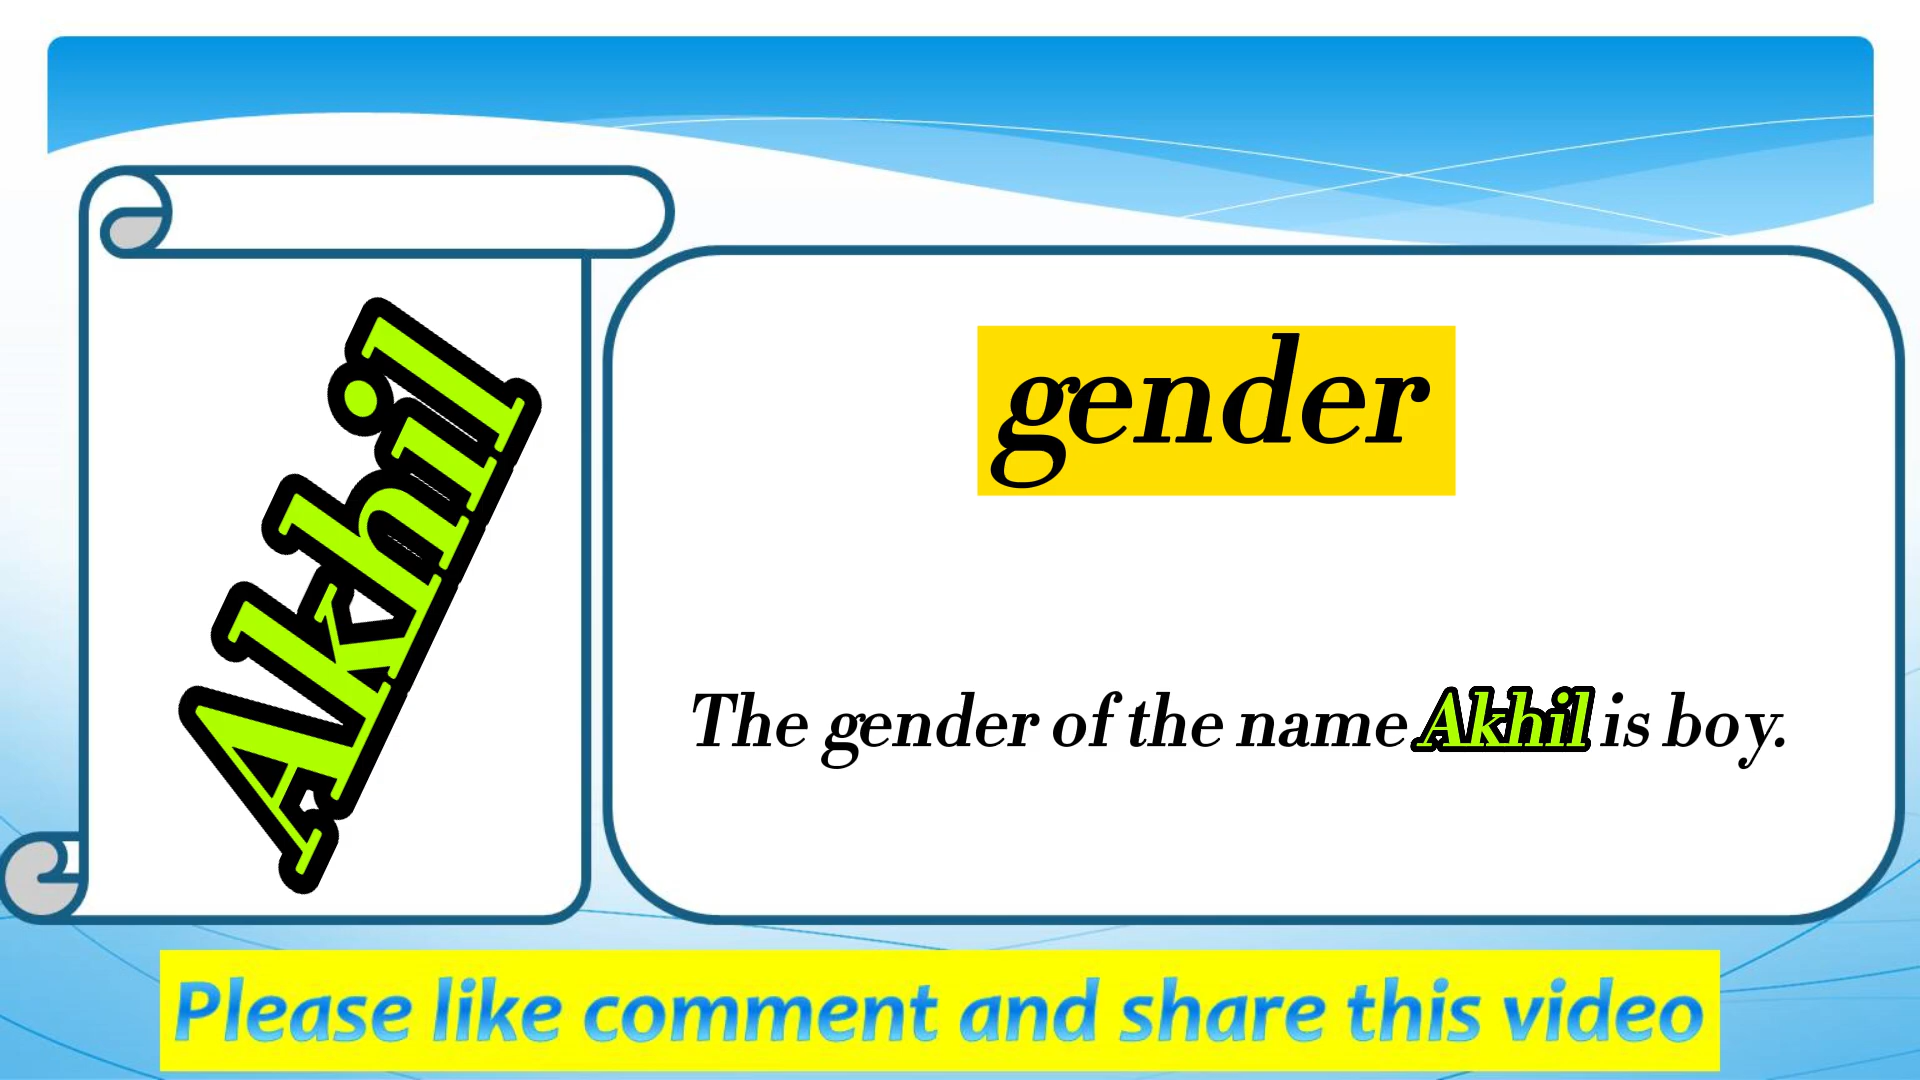 Akhil
gender
The gender of the name Akhil is boy.
Please like comment and share this video